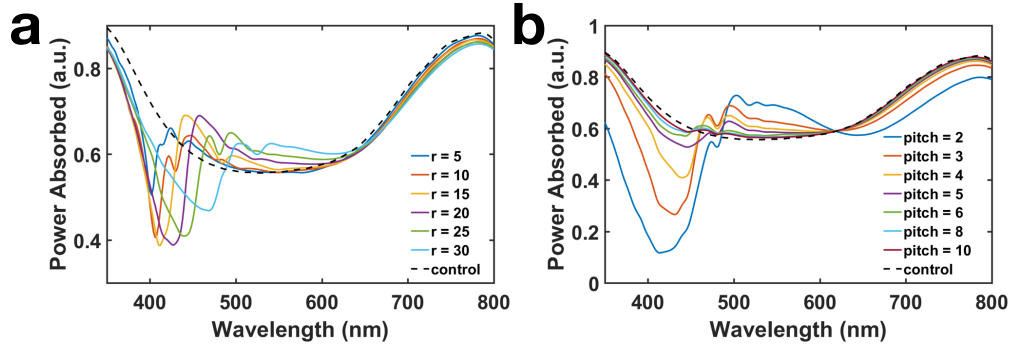 a
Power Absorbed (a.u.)
0.8
0.6
0.4
400
500
600
700
800
Wavelength (nm)
r = 5
r = 10
r = 15
r = 20
r = 25
r = 30
control
b
Power Absorbed (a.u.)
1
0.8
0.6
0.4
0.2
0
400
500
600
700
800
Wavelength (nm)
pitch = 2
pitch = 3
pitch = 4
pitch = 5
pitch = 6
pitch = 8
pitch = 10
control